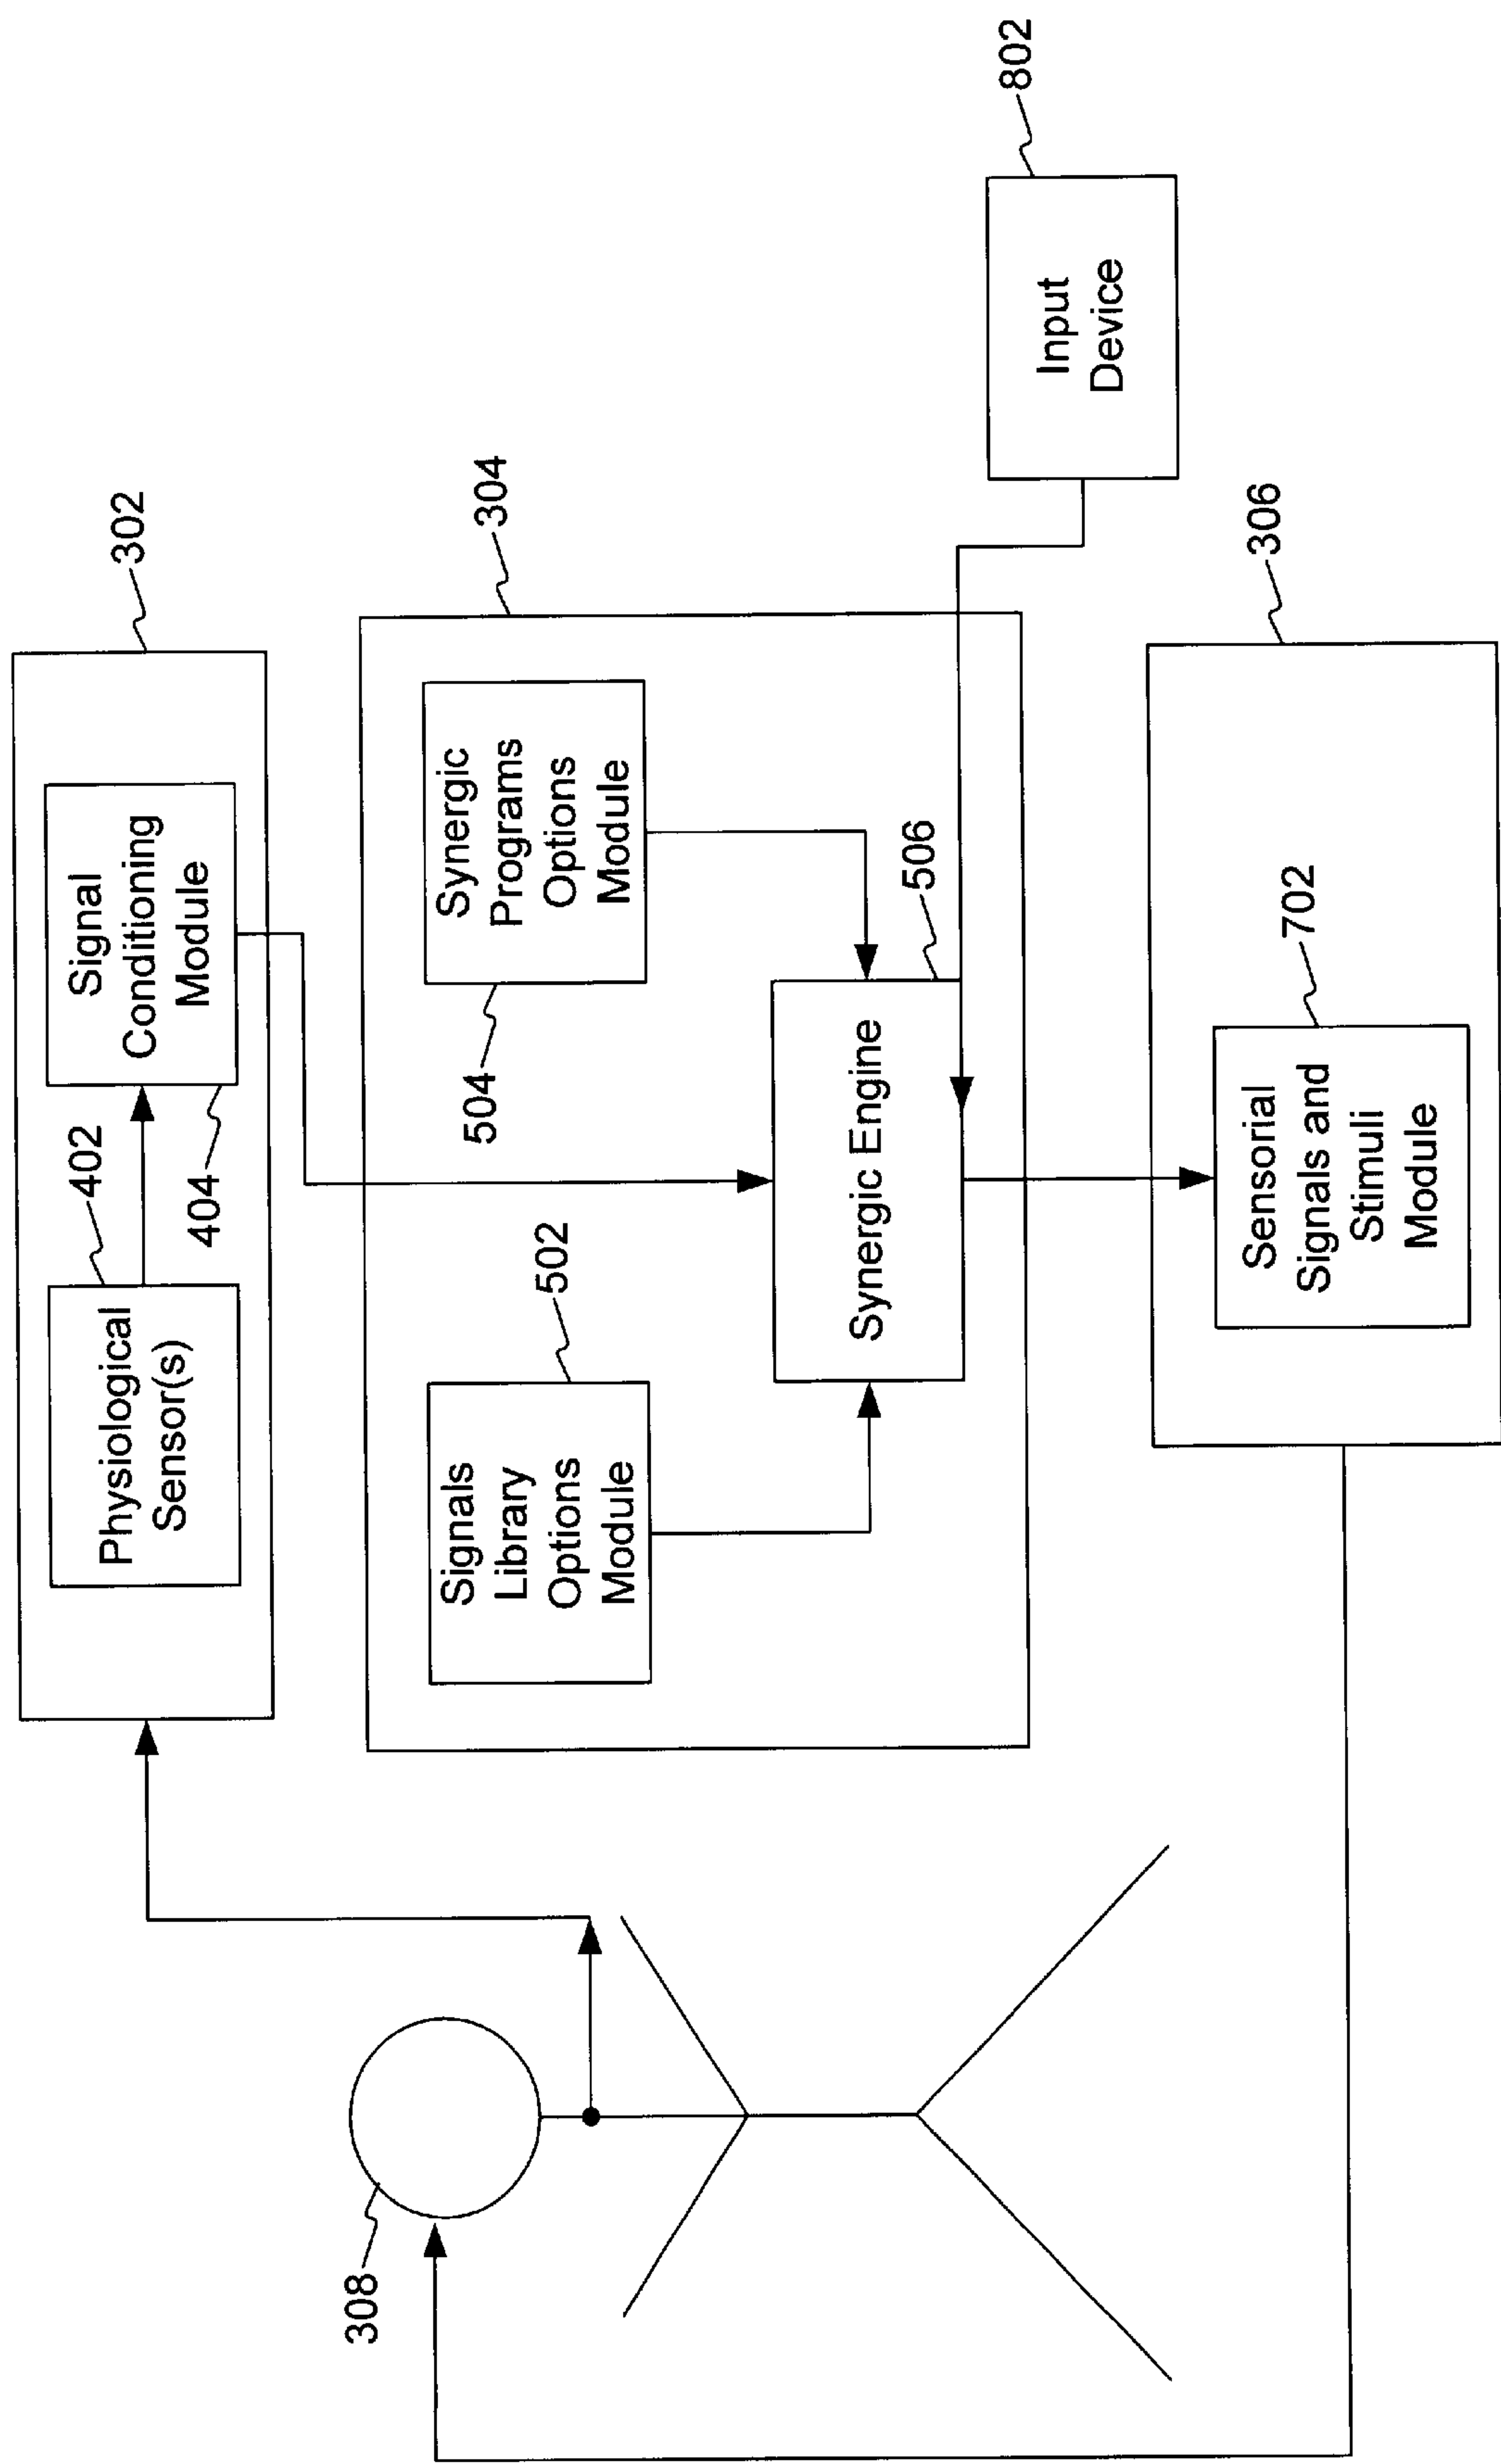 302
Physiological
Sensor(s)
402
Signal
Conditioning
Module
404
304
Signals
Library
Options
Module
502
Synergic
Programs
Options
Module
504
Synergic Engine
506
Input
Device
802
306
Sensorial
Signals and
Stimuli
Module
702
308